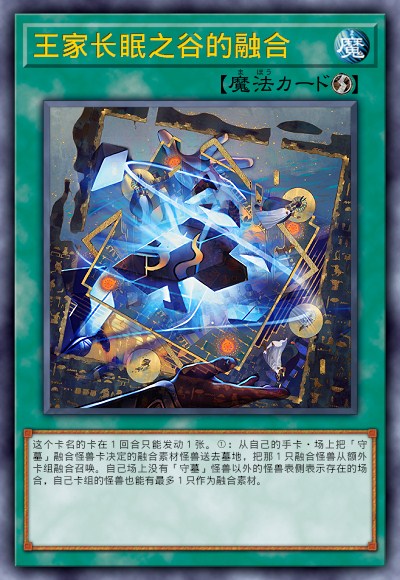 王家长眠之谷的融合
魔
【魔法カード】
まほう
这个卡名的卡在1回合只能发动1张。①：从自己的手卡·场上把「守
墓」融合怪兽卡决定的融合素材怪兽送去墓地，把那1只融合怪兽从额外
卡组融合召唤。自己场上没有「守墓」怪兽以外的怪兽表侧表示存在的场
合，自己卡组的怪兽也能有最多1只作为融合素材。